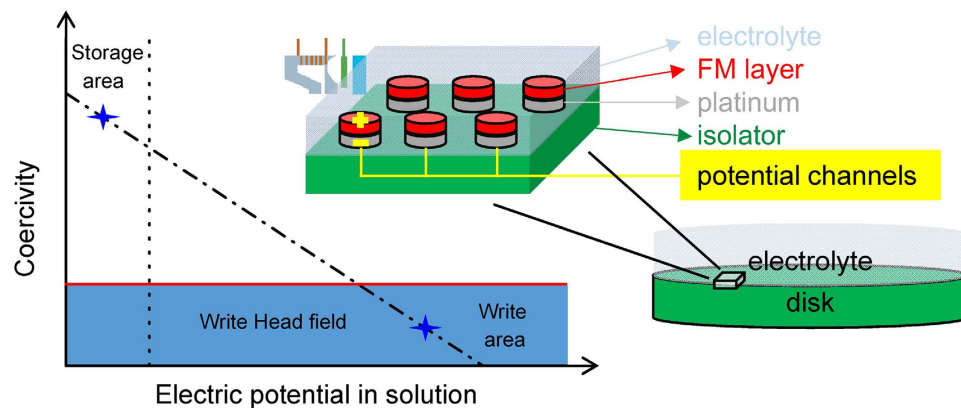 Storage
area
Coercivity
Write Head field
Write
area
Electric potential in solution
electrolyte
FM layer
platinum
isolator
potential channels
electrolyte
disk